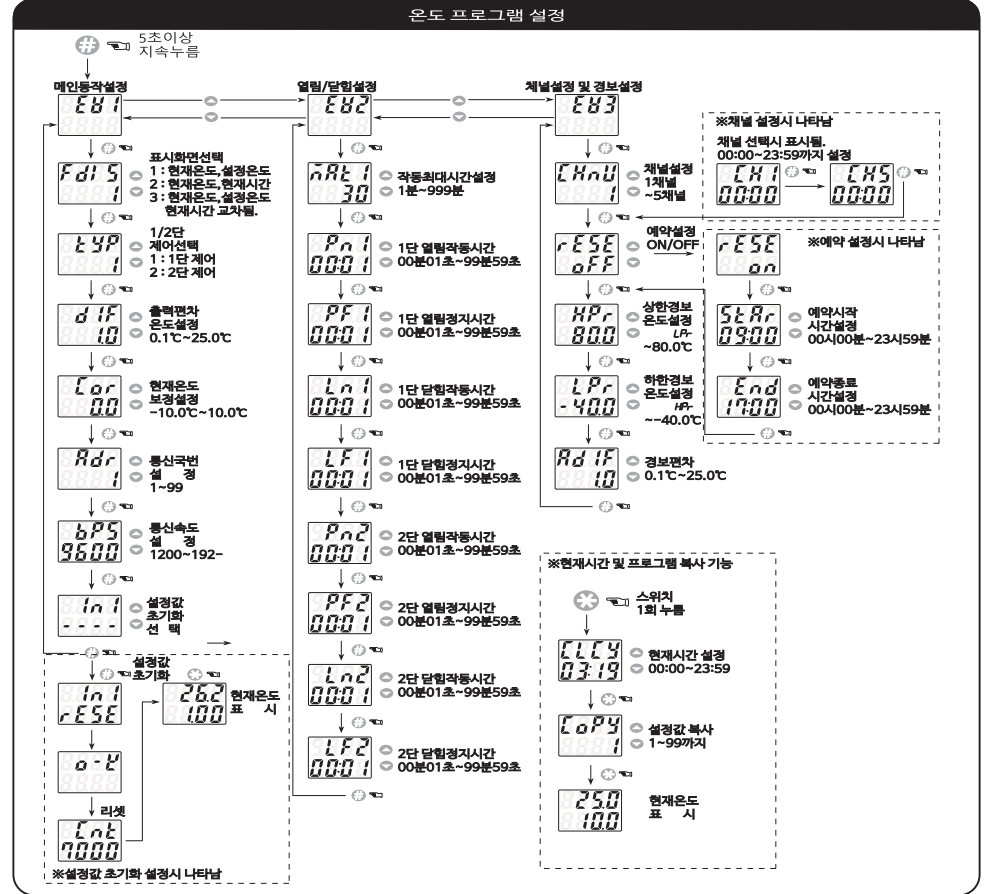 온도 프로그램 설정
# 5초이상
지속누름
메인동작설정
EU1
#
FdIS
1
표시화면선택
1 : 현재온도,설정온도
2 : 현재온도,현재시간
3 : 현재온도,설정온도
현재시간 교차됨.
#
tYP
1
1/2단
제어선택
1 : 1단 제어
2 : 2단 제어
#
dIF
1.0
출력편차
온도설정
0.1℃~25.0℃
#
Cor
0.0
현재온도
보정설정
-10.0℃~10.0℃
#
Adr
1
통신국번
설 정
1~99
#
bPS
9600
통신속도
설 정
1200~192-
#
In1
----
설정값
초기화
선 택
#
설정값
초기화
#
In1
rESE
o-Y
리셋
Cnt
7000
*
26.2
1.00
현재온도
표 시
※설정값 초기화 설정시 나타남
열림/닫힘설정
EU2
#
nAt1
30
작동최대시간설정
1분~999분
#
Pn1
00:01
1단 열림작동시간
00분01초~99분59초
#
PF1
00:01
1단 열림정지시간
00분01초~99분59초
#
Ln1
00:01
1단 닫힘작동시간
00분01초~99분59초
#
LF1
00:01
1단 닫힘정지시간
00분01초~99분59초
#
Pn2
00:01
2단 열림작동시간
00분01초~99분59초
#
PF2
00:01
2단 열림정지시간
00분01초~99분59초
#
Ln2
00:01
2단 닫힘작동시간
00분01초~99분59초
#
LF2
00:01
2단 닫힘정지시간
00분01초~99분59초
#
체널설정 및 경보설정
EU3
#
CHnU
1
채널설정
1채널
~5채널
#
rESE
oFF
예약설정
ON/OFF
#
HPr
80.0
상한경보
온도설정
LPr
~80.0℃
#
LPr
-40.0
하한경보
온도설정
HPr
~-40.0℃
#
AdIF
1.0
경보편차
0.1℃~25.0℃
#
※채널 설정시 나타남
채널 선택시 표시됨.
00:00~23:59까지 설정
CH1
00:00
#
CH5
00:00
#
rESE
on
※예약 설정시 나타남
#
StAr
09:00
예약시작
시간설정
00시00분~23시59분
#
End
17:00
예약종료
시간설정
00시00분~23시59분
#
※현재시간 및 프로그램 복사 기능
* 스위치
1회 누름
CLCY
03:19
현재시간 설정
00:00~23:59
*
CoPY
1
설정값 복사
1~99까지
*
25.0
10.0
현재온도
표 시